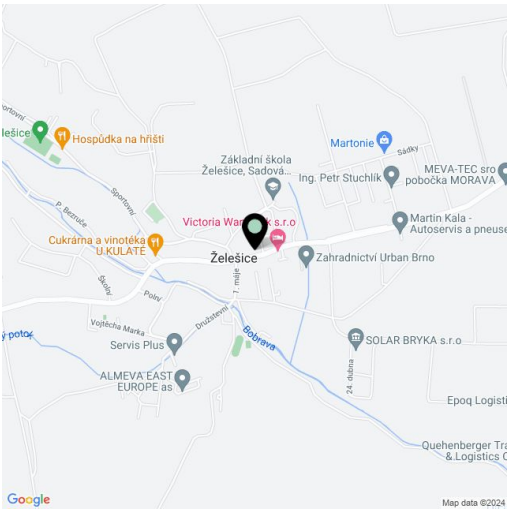 Sportovní
lešice
Hospůdka na hřišti
Martonie
Sádky
Základní škola
Želešice, Sadová...
Ing. Petr Stuchlík
MEVA-TEC sro
pobočka MORAVA
Sportovní
P. Bezruče
Victoria s.r.o
Martin Kala -
Autoservis a pneuse
Cukrárna a vinotéka
U KULATÉ
Želešice
Zahradnictví Urban Brno
Školní
Polní
1. máje
Družstevní
Vojtěcha Marka
ý potok
Servis Plus
Bobrava
SOLAR BRYKA s.r.o
ALMEVA EAST
EUROPE as
24. dubna
Epoq Logisti
Quehenberger Tra
& Logistics
Google
Map data ©2024